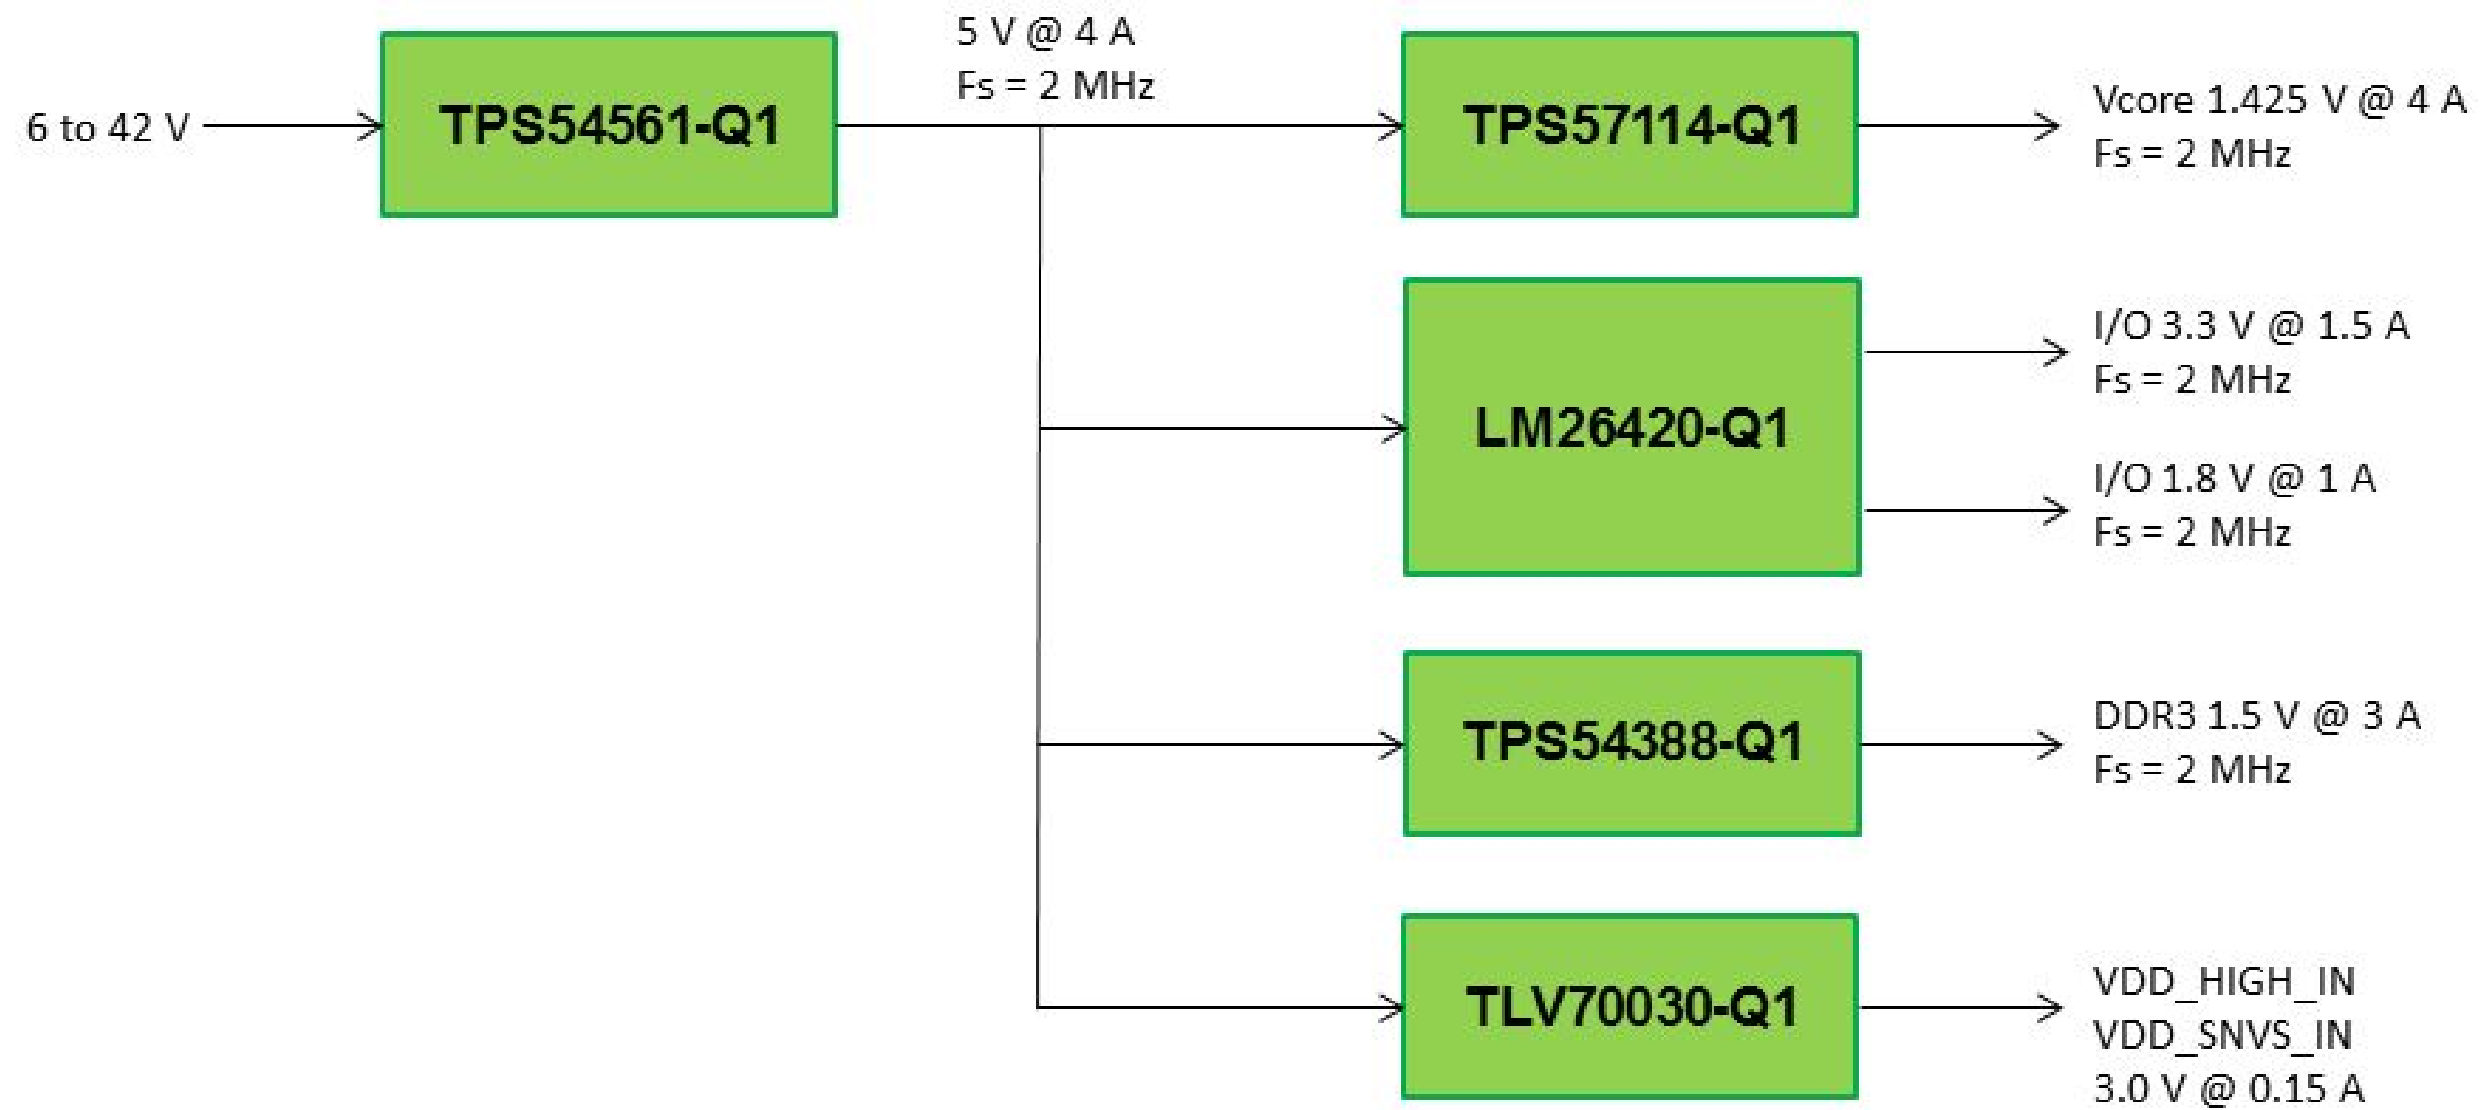 5 V @ 4 A
Fs = 2 MHz
6 to 42 V
TPS54561-Q1
TPS57114-Q1
Vcore 1.425 V @ 4 A
Fs = 2 MHz
LM26420-Q1
I/O 3.3 V @ 1.5 A
Fs = 2 MHz
I/O 1.8 V @ 1 A
Fs = 2 MHz
TPS54388-Q1
DDR3 1.5 V @ 3 A
Fs = 2 MHz
TLV70030-Q1
VDD_HIGH_IN
VDD_SNVS_IN
3.0 V @ 0.15 A